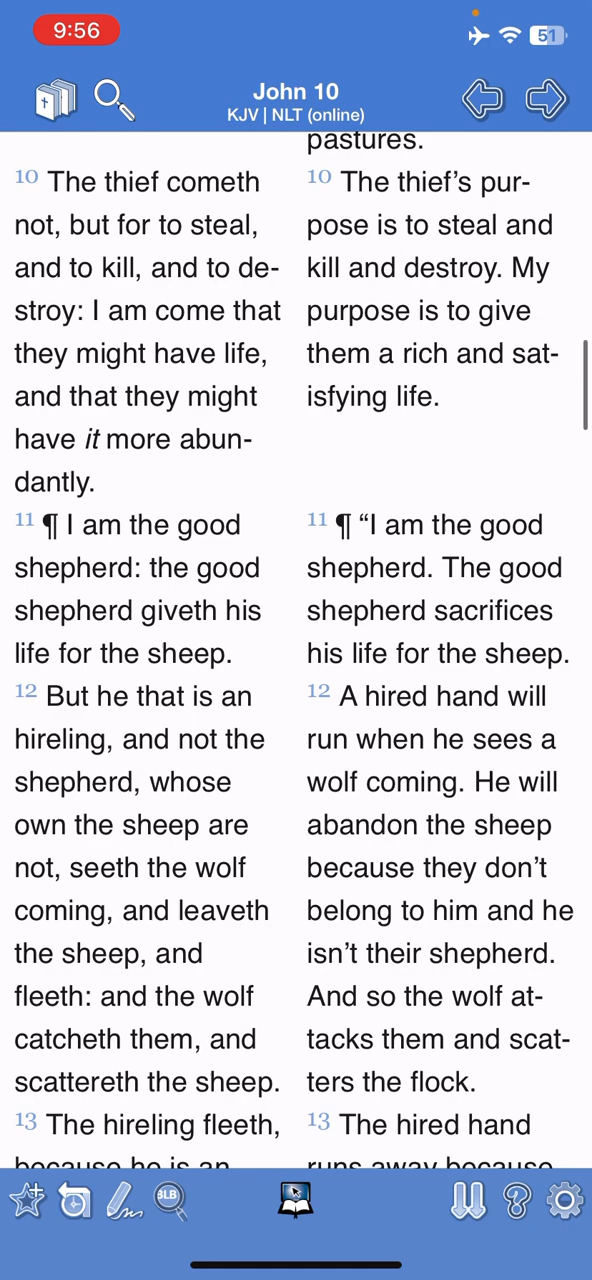 9:56
51
John 10
KJV | NLT (online)
10 The thief cometh
not, but for to steal,
and to kill, and to de-
stroy: I am come that
they might have life,
and that they might
have it more abun-
dantly.
11 ¶ I am the good
shepherd: the good
shepherd giveth his
life for the sheep.
12 But he that is an
hireling, and not the
shepherd, whose
own the sheep are
not, seeth the wolf
coming, and leaveth
the sheep, and
fleeth: and the wolf
catcheth them, and
scattereth the sheep.
13 The hireling fleeth,
because he is an
pastures.
10 The thief’s pur-
pose is to steal and
kill and destroy. My
purpose is to give
them a rich and sat-
isfying life.
11 ¶ “I am the good
shepherd. The good
shepherd sacrifices
his life for the sheep.
12 A hired hand will
run when he sees a
wolf coming. He will
abandon the sheep
because they don’t
belong to him and he
isn’t their shepherd.
And so the wolf at-
tacks them and scat-
ters the flock.
13 The hired hand
runs away because
BLB